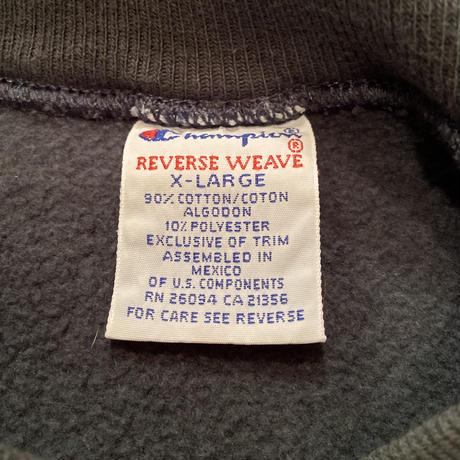 Champion®
REVERSE WEAVE®
X-LARGE
90% COTTON/COTON
ALGODON
10% POLYESTER
EXCLUSIVE OF TRIM
ASSEMBLED IN
MEXICO
OF U.S. COMPONENTS
RN 26094 CA 21356
FOR CARE SEE REVERSE